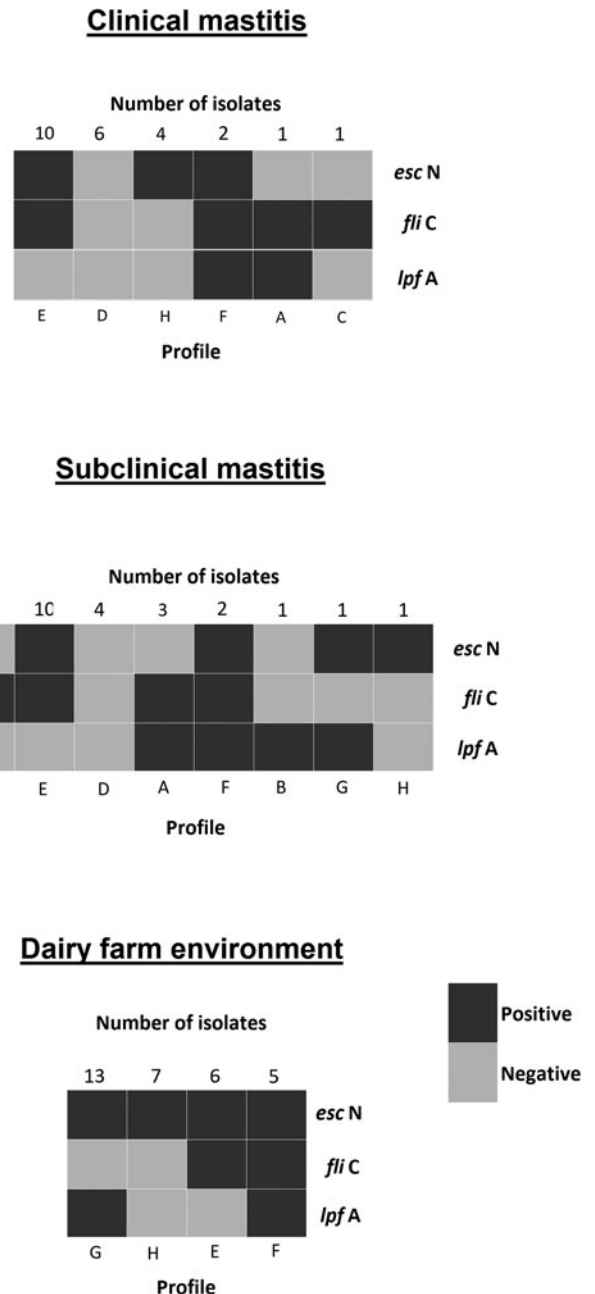 Clinical mastitis
Number of isolates
10 6 4 2 1 1
esc N
fli C
lpf A
E D H F A C
Profile
Subclinical mastitis
Number of isolates
10 4 3 2 1 1 1
esc N
fli C
lpf A
E D A F B G H
Profile
Dairy farm environment
Number of isolates
13 7 6 5
esc N
fli C
lpf A
G H E F
Profile
Positive
Negative